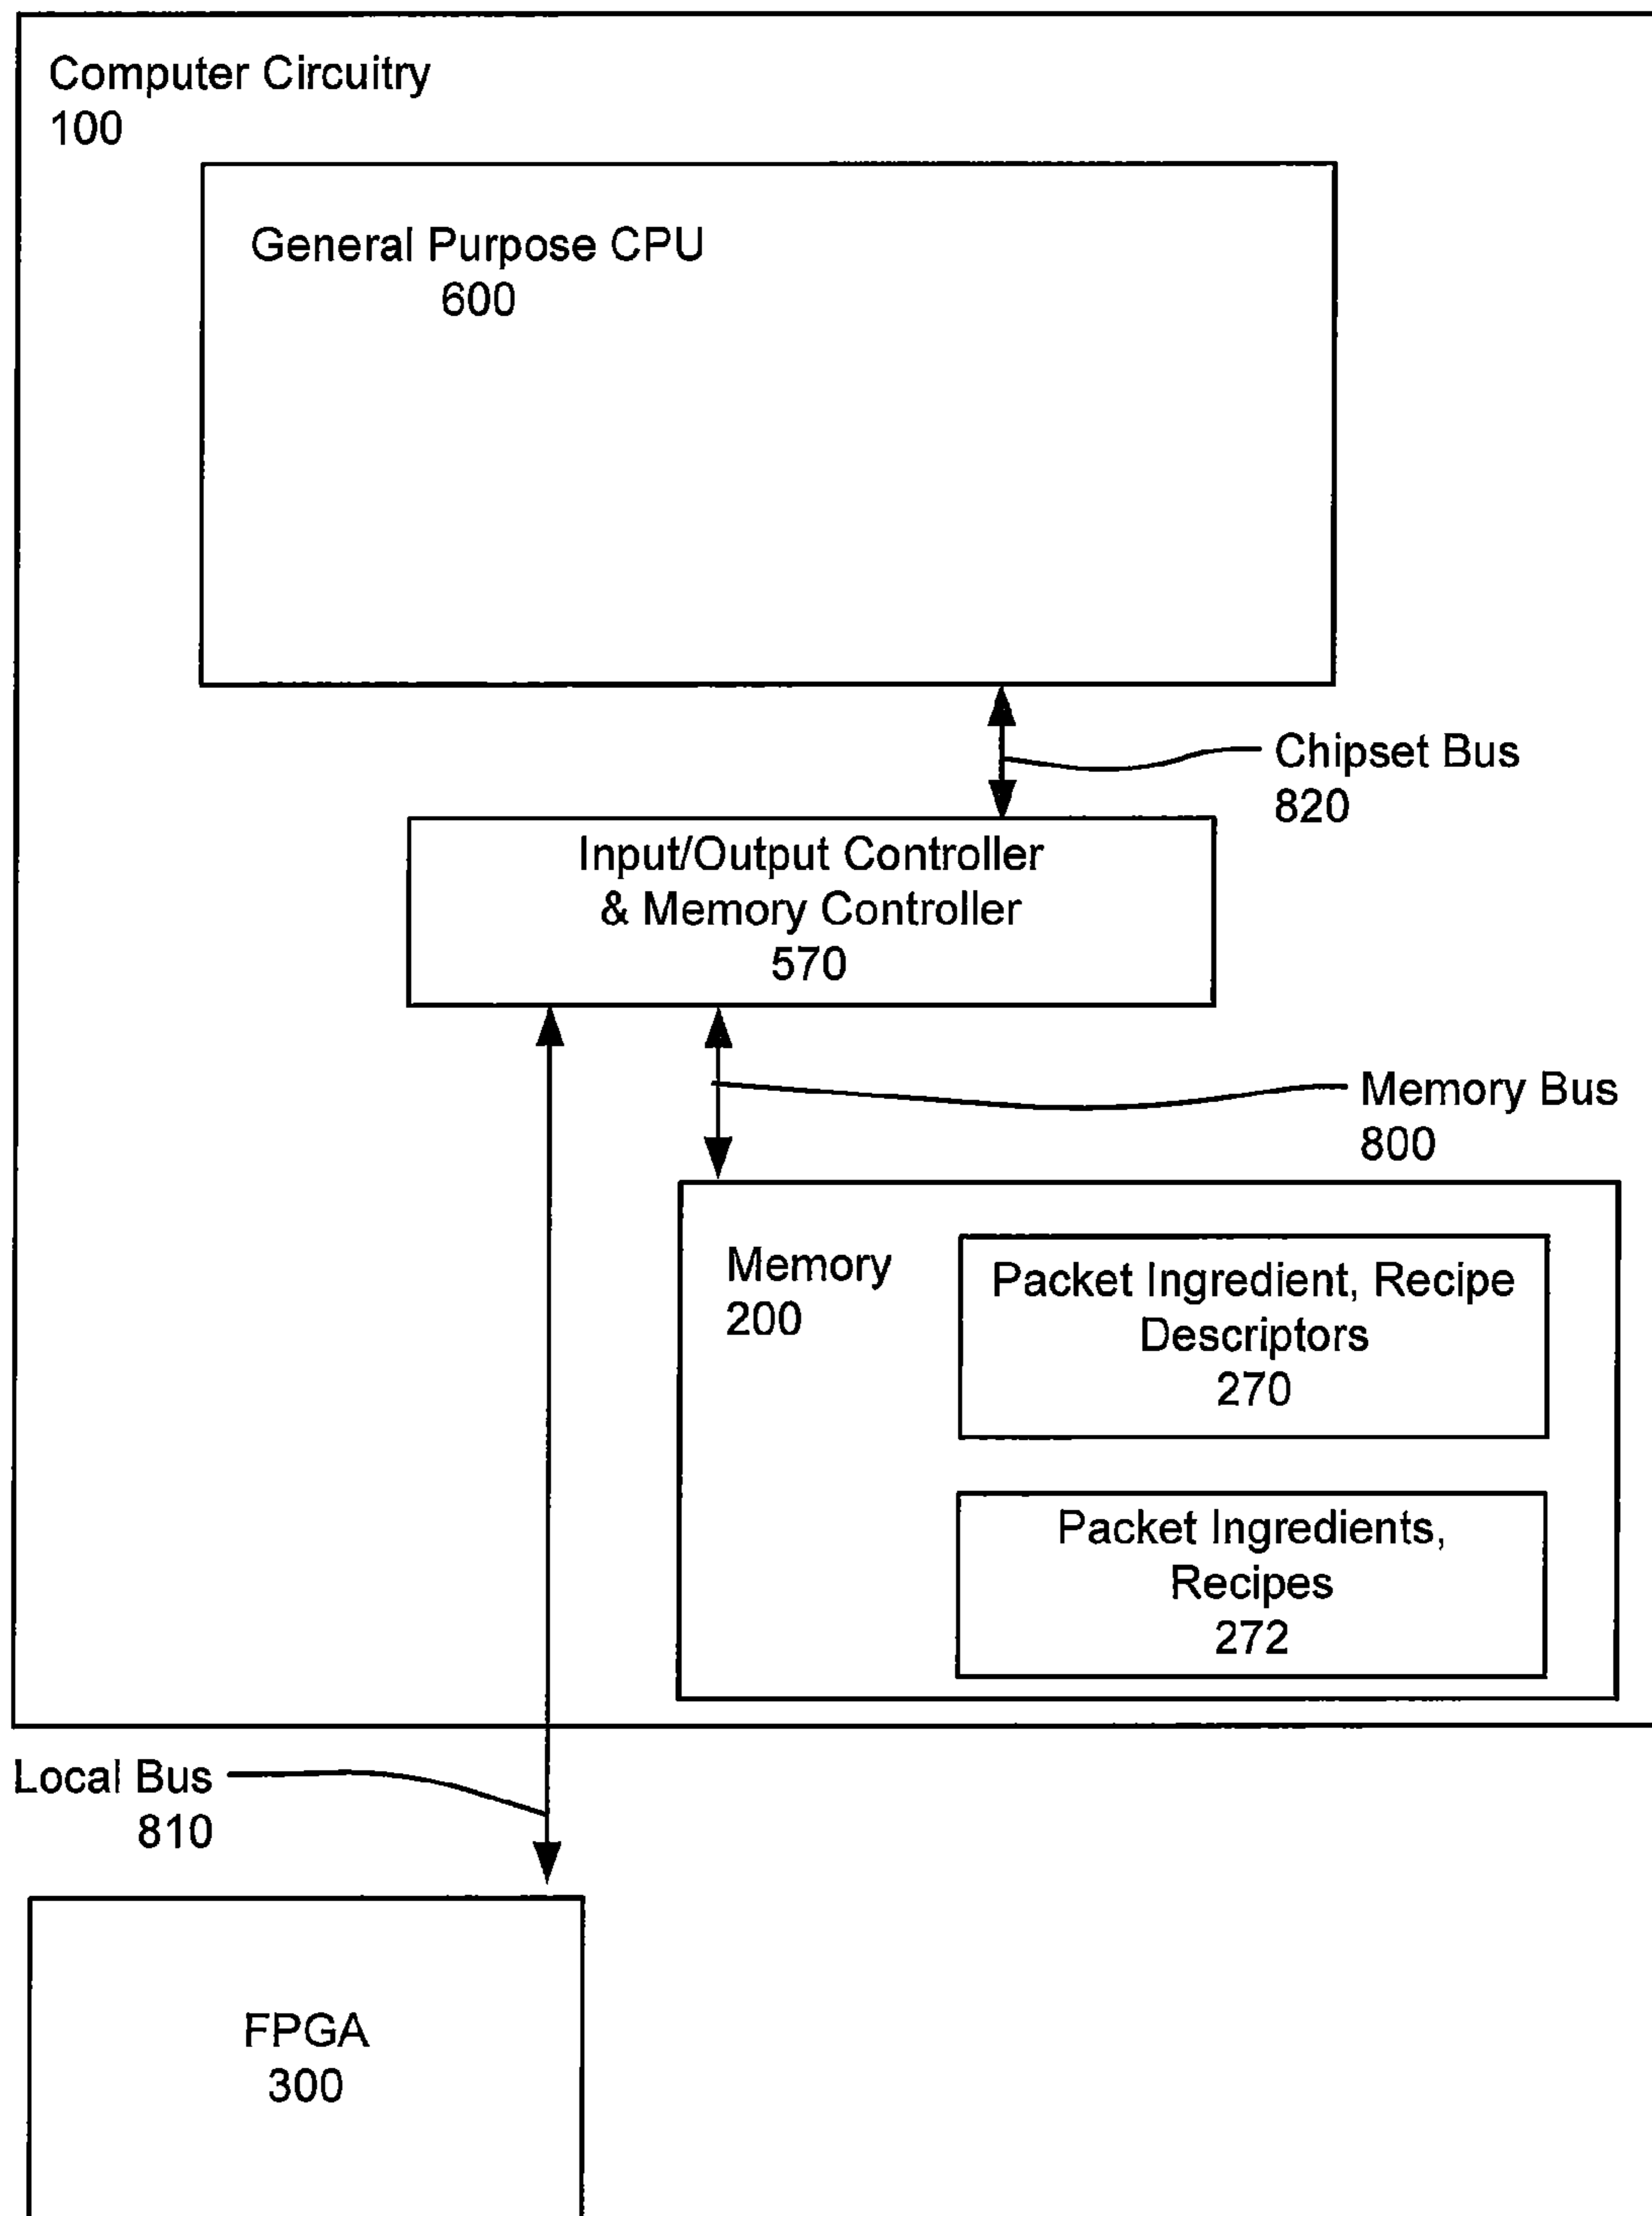 Computer Circuitry
100
General Purpose CPU
600
Chipset Bus
820
Input/Output Controller
& Memory Controller
570
Memory Bus
800
Memory
200
Packet Ingredient, Recipe
Descriptors
270
Packet Ingredients,
Recipes
272
Local Bus
810
FPGA
300